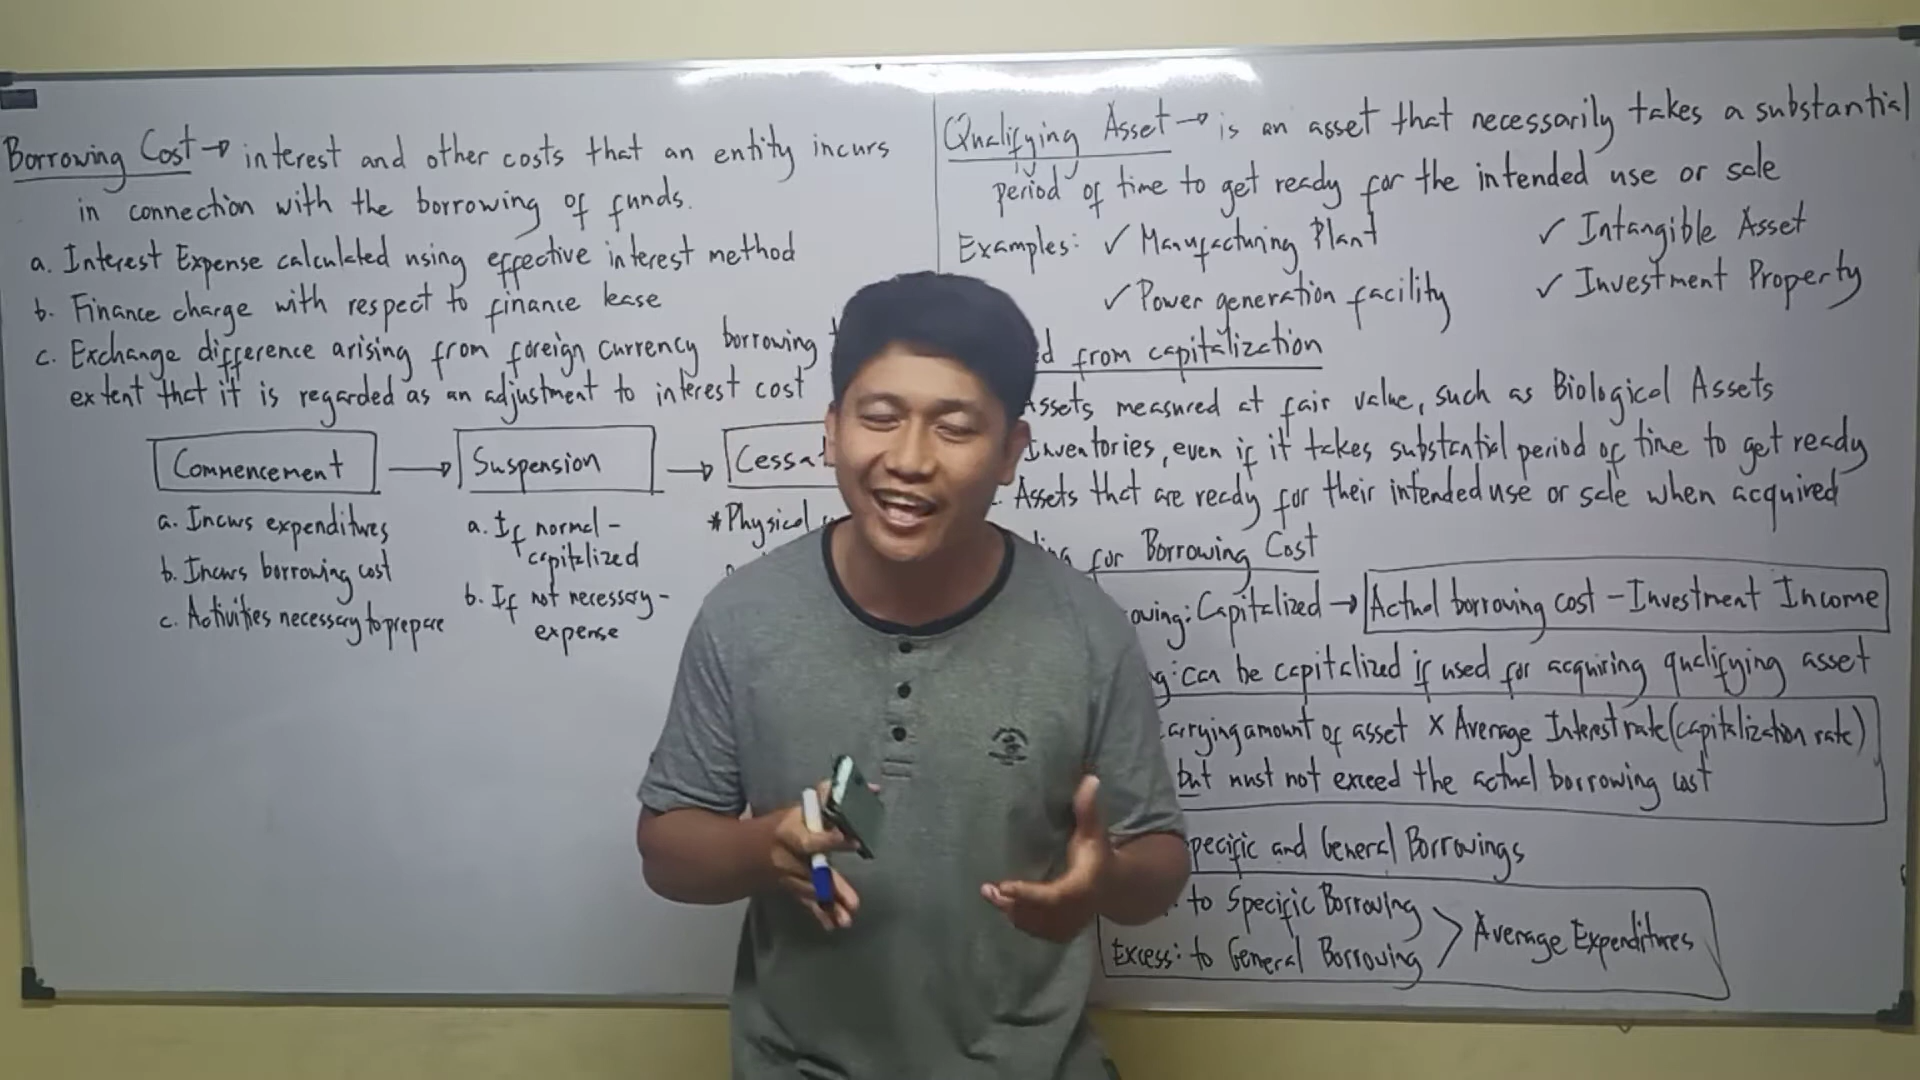 Borrowing Cost → interest and other costs that an entity incurs
in connection with the borrowing of funds.
a. Interest Expense calculated using effective interest method
b. Finance charge with respect to finance lease
c. Exchange difference arising from foreign currency borrowing
extent that it is regarded as an adjustment to interest cost
Commencement → Suspension →
a. Incurs expenditures
b. Incurs borrowing cost
c. Activities necessary to prepare
a. If normal -
capitalized
b. If not necessary -
expense
* Physical
Qualifying Asset → is an asset that necessarily takes a substantial
period of time to get ready for the intended use or sale
Examples: ✓ Manufacturing Plant
✓ Power generation facility
✓ Intangible Asset
✓ Investment Property
from capitalization
Assets measured at fair value, such as Biological Assets
Inventories, even if it takes substantial period of time to get ready
Assets that are ready for their intended use or sale when acquired
for Borrowing Cost
Capitalized → Actual borrowing cost - Investment Income
can be capitalized if used for acquiring qualifying asset
amount of asset X Average Interest rate (capitalization rate)
but must not exceed the actual borrowing cost
and General Borrowings
to Specific Borrowing
Excess: to General Borrowing > Average Expenditures